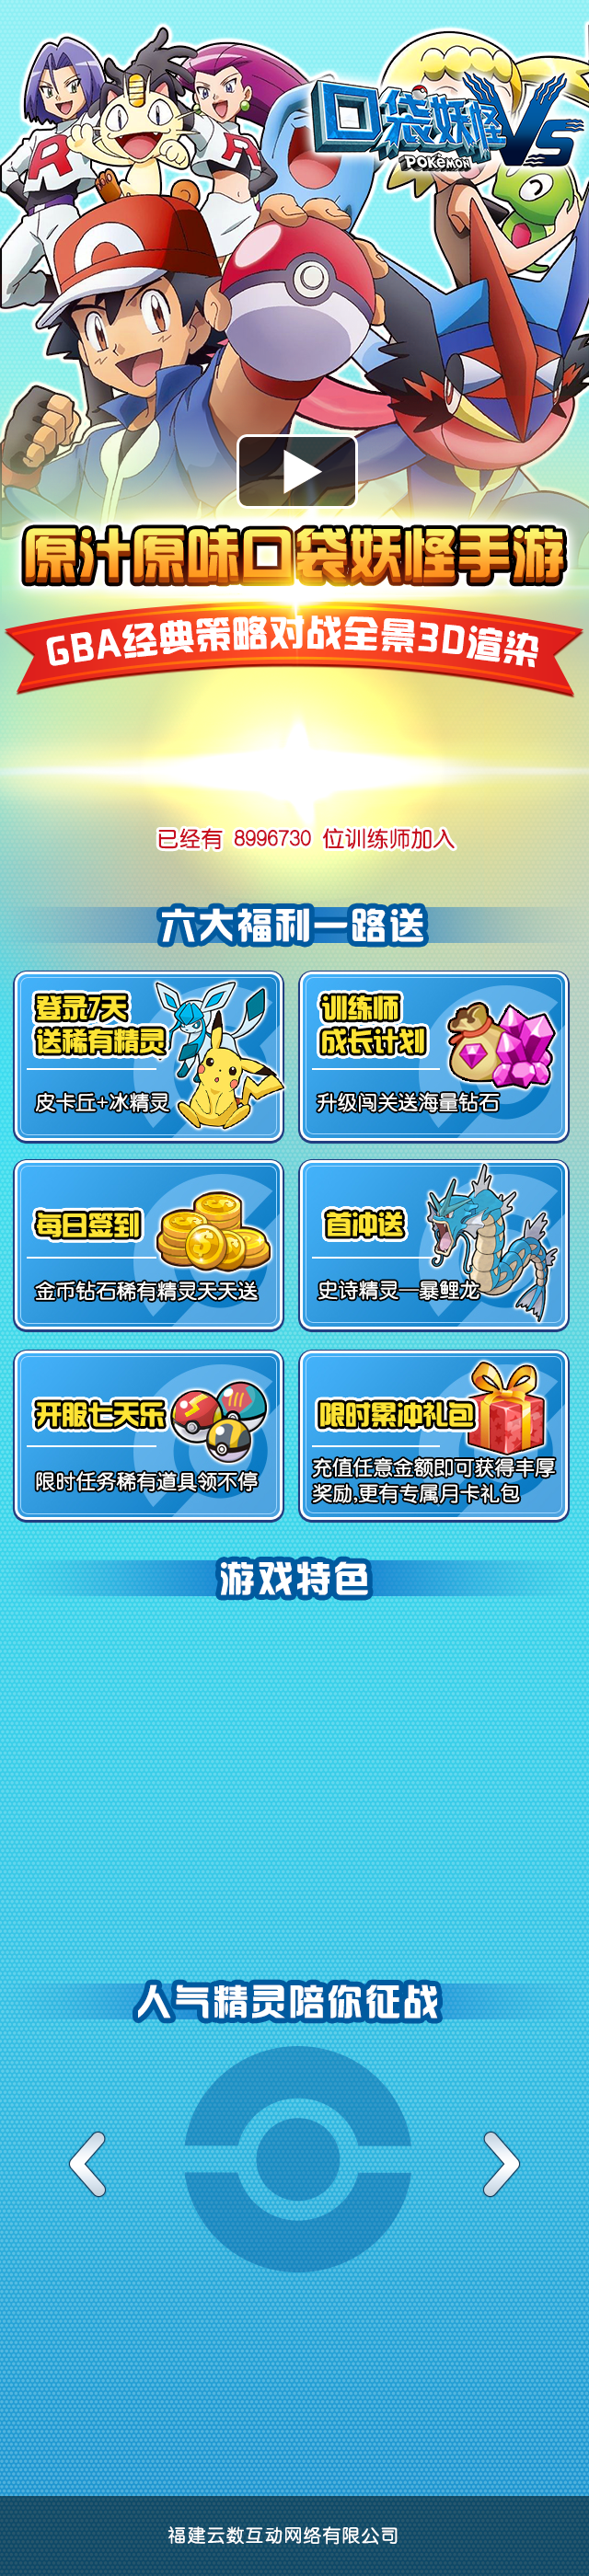 口袋妖怪VS
POKéMON
R
R
原汁原味口袋妖怪手游
GBA经典策略对战全景3D渲染
已经有 8996730 位训练师加入
六大福利一路送
登录7天
送稀有精灵
皮卡丘+冰精灵
训练师
成长计划
升级闯关送海量钻石
每日签到
金币钻石稀有精灵天天送
首冲送
史诗精灵—暴鲤龙
开服七天乐
限时任务稀有道具领不停
限时累冲礼包
充值任意金额即可获得丰厚
奖励,更有专属月卡礼包
游戏特色
人气精灵陪你征战
福建云数互动网络有限公司